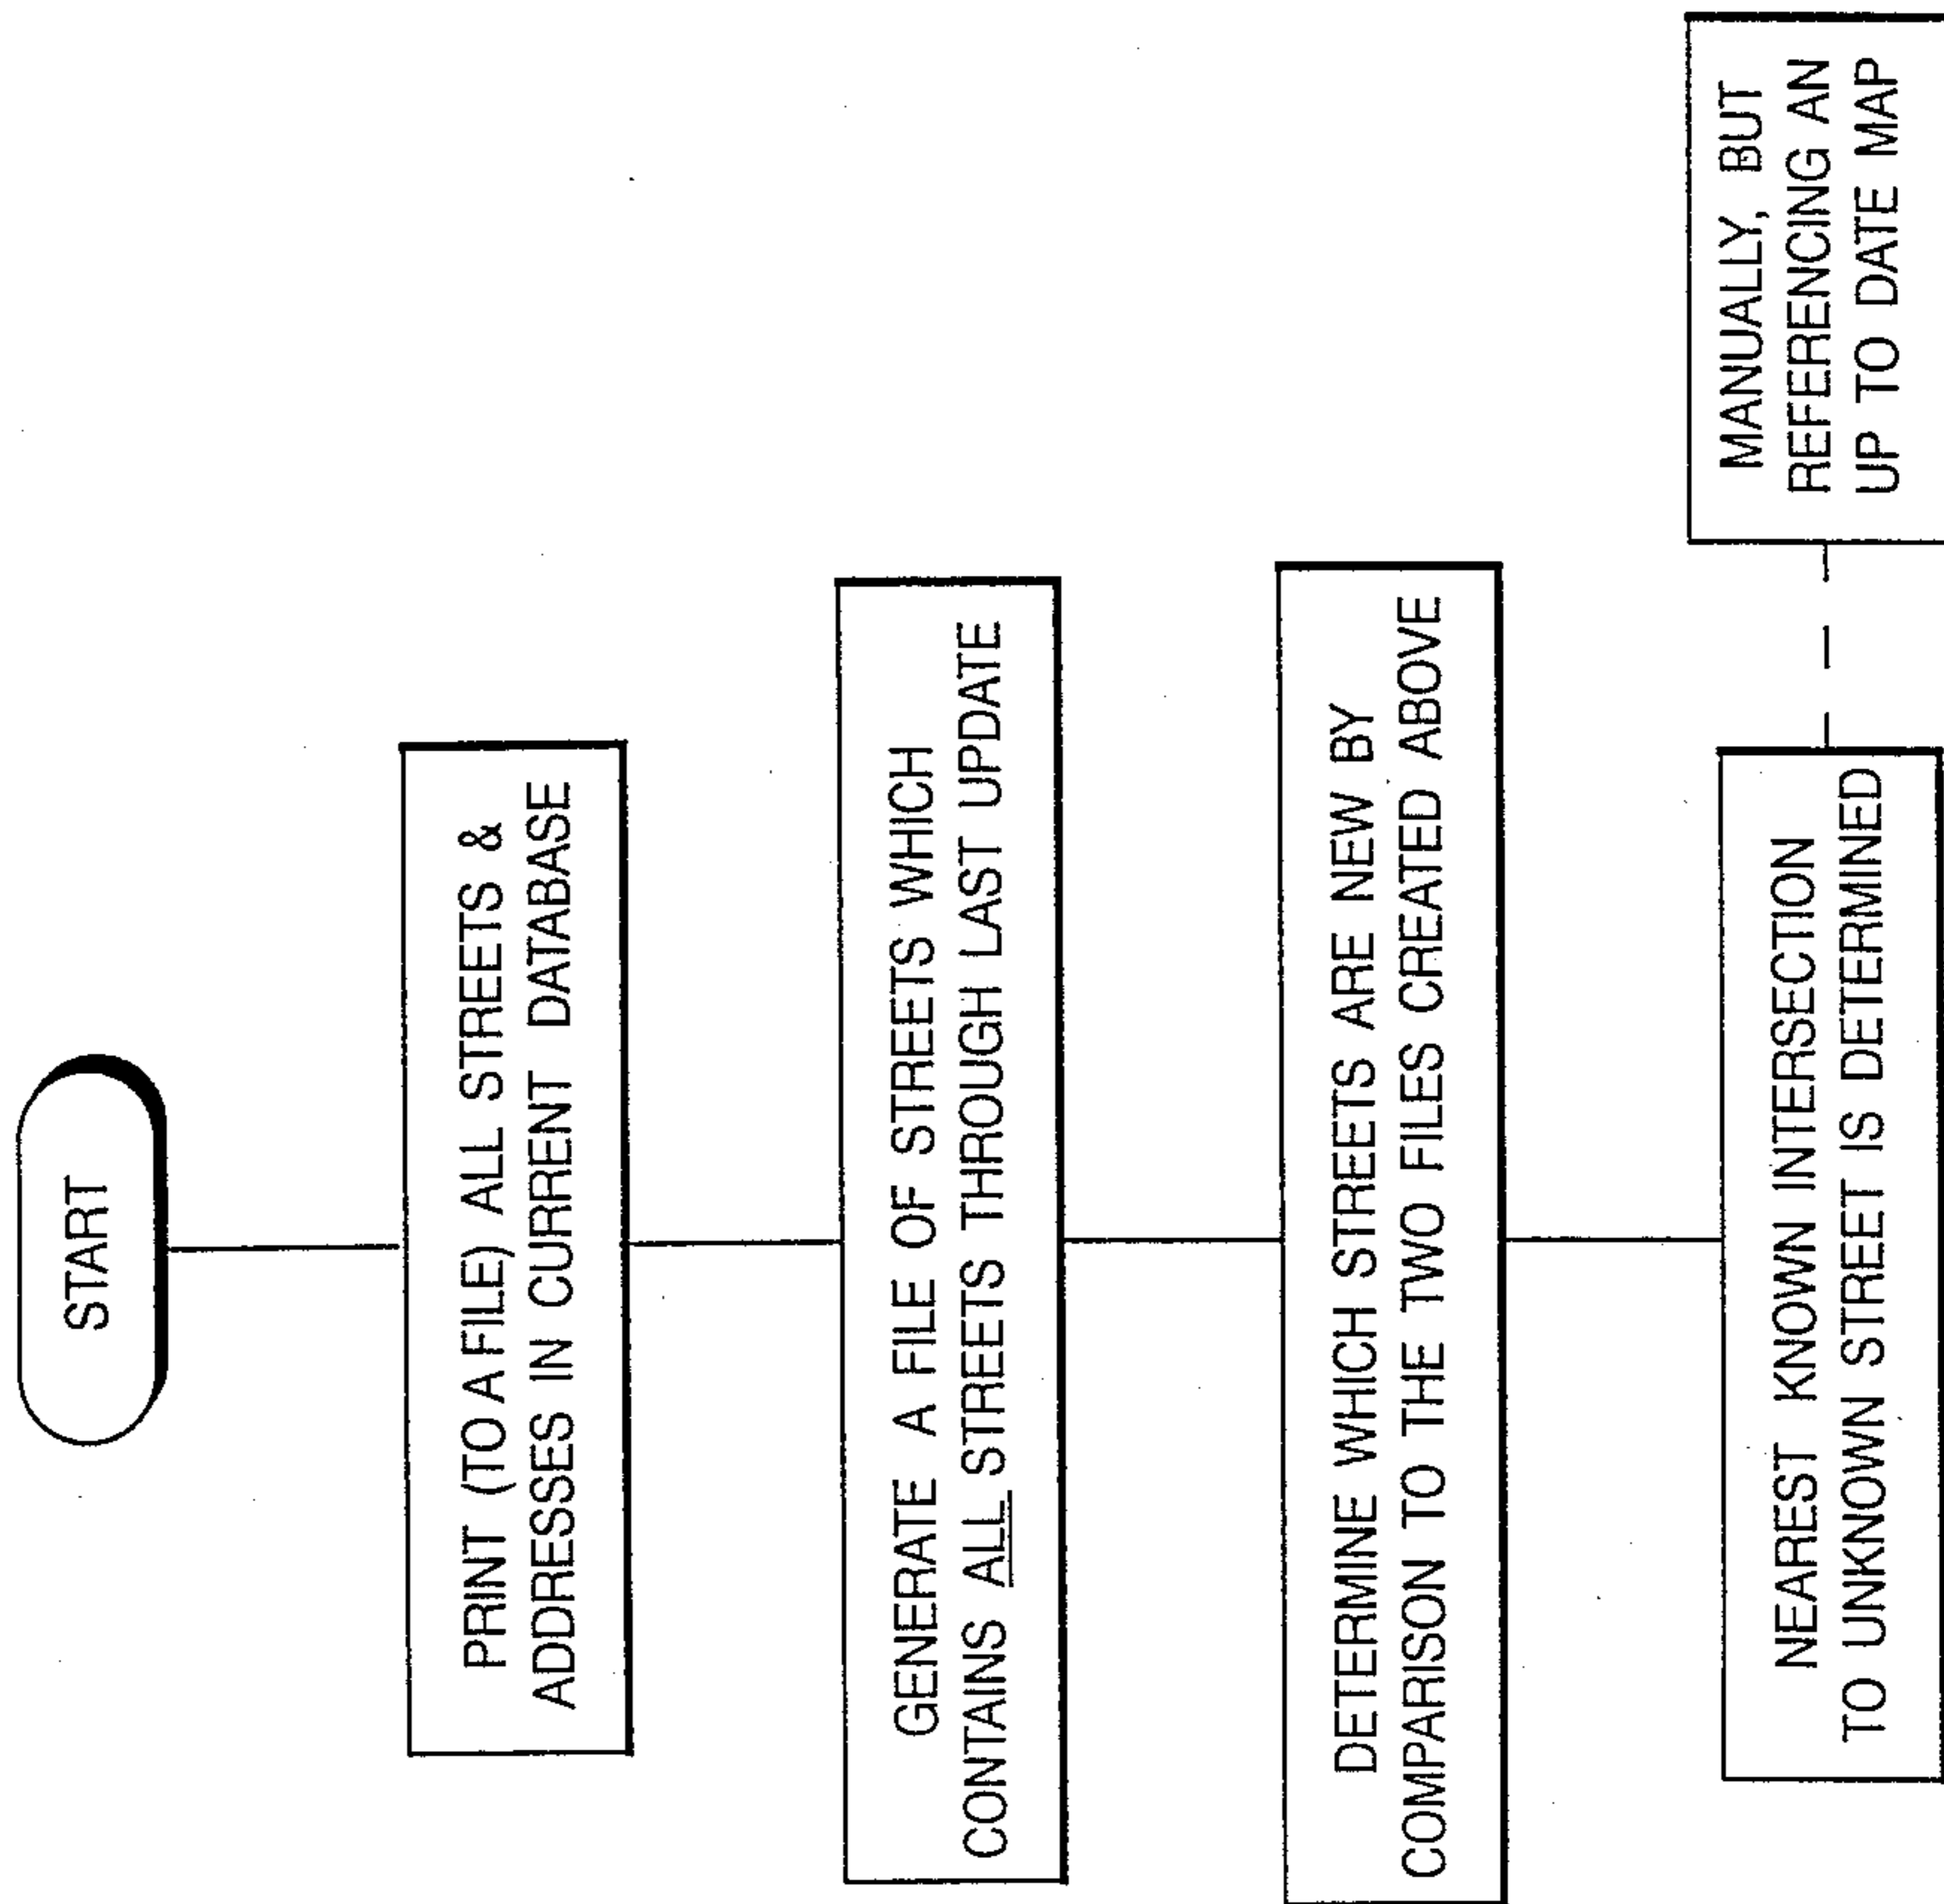 START
PRINT (TO A FILE) ALL STREETS &
ADDRESSES IN CURRENT DATABASE
GENERATE A FILE OF STREETS WHICH
CONTAINS ALL STREETS THROUGH LAST UPDATE
DETERMINE WHICH STREETS ARE NEW BY
COMPARISON TO THE TWO FILES CREATED ABOVE
NEAREST KNOWN INTERSECTION
TO UNKNOWN STREET IS DETERMINED
MANUALLY, BUT
REFERENCING AN
UP TO DATE MAP